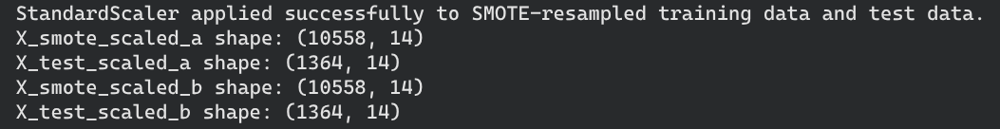 StandardScaler applied successfully to SMOTE-resampled training data and test data.
X_smote_scaled_a shape: (10558, 14)
X_test_scaled_a shape: (1364, 14)
X_smote_scaled_b shape: (10558, 14)
X_test_scaled_b shape: (1364, 14)